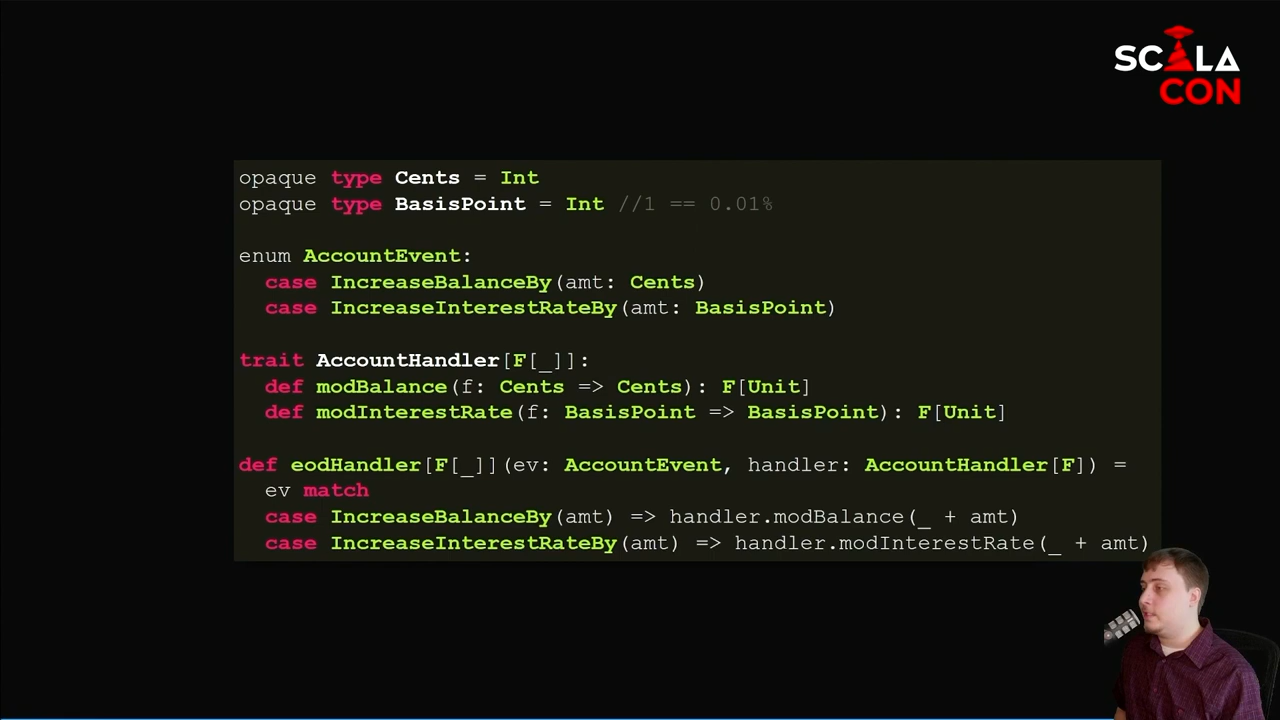 SCALA
CON
opaque type Cents = Int
opaque type BasisPoint = Int //1 == 0.01%
enum AccountEvent:
  case IncreaseBalanceBy(amt: Cents)
  case IncreaseInterestRateBy(amt: BasisPoint)
trait AccountHandler[F[_]]:
  def modBalance(f: Cents => Cents): F[Unit]
  def modInterestRate(f: BasisPoint => BasisPoint): F[Unit]
def eodHandler[F[_]](ev: AccountEvent, handler: AccountHandler[F]) =
  ev match
  case IncreaseBalanceBy(amt) => handler.modBalance(_ + amt)
  case IncreaseInterestRateBy(amt) => handler.modInterestRate(_ + amt)